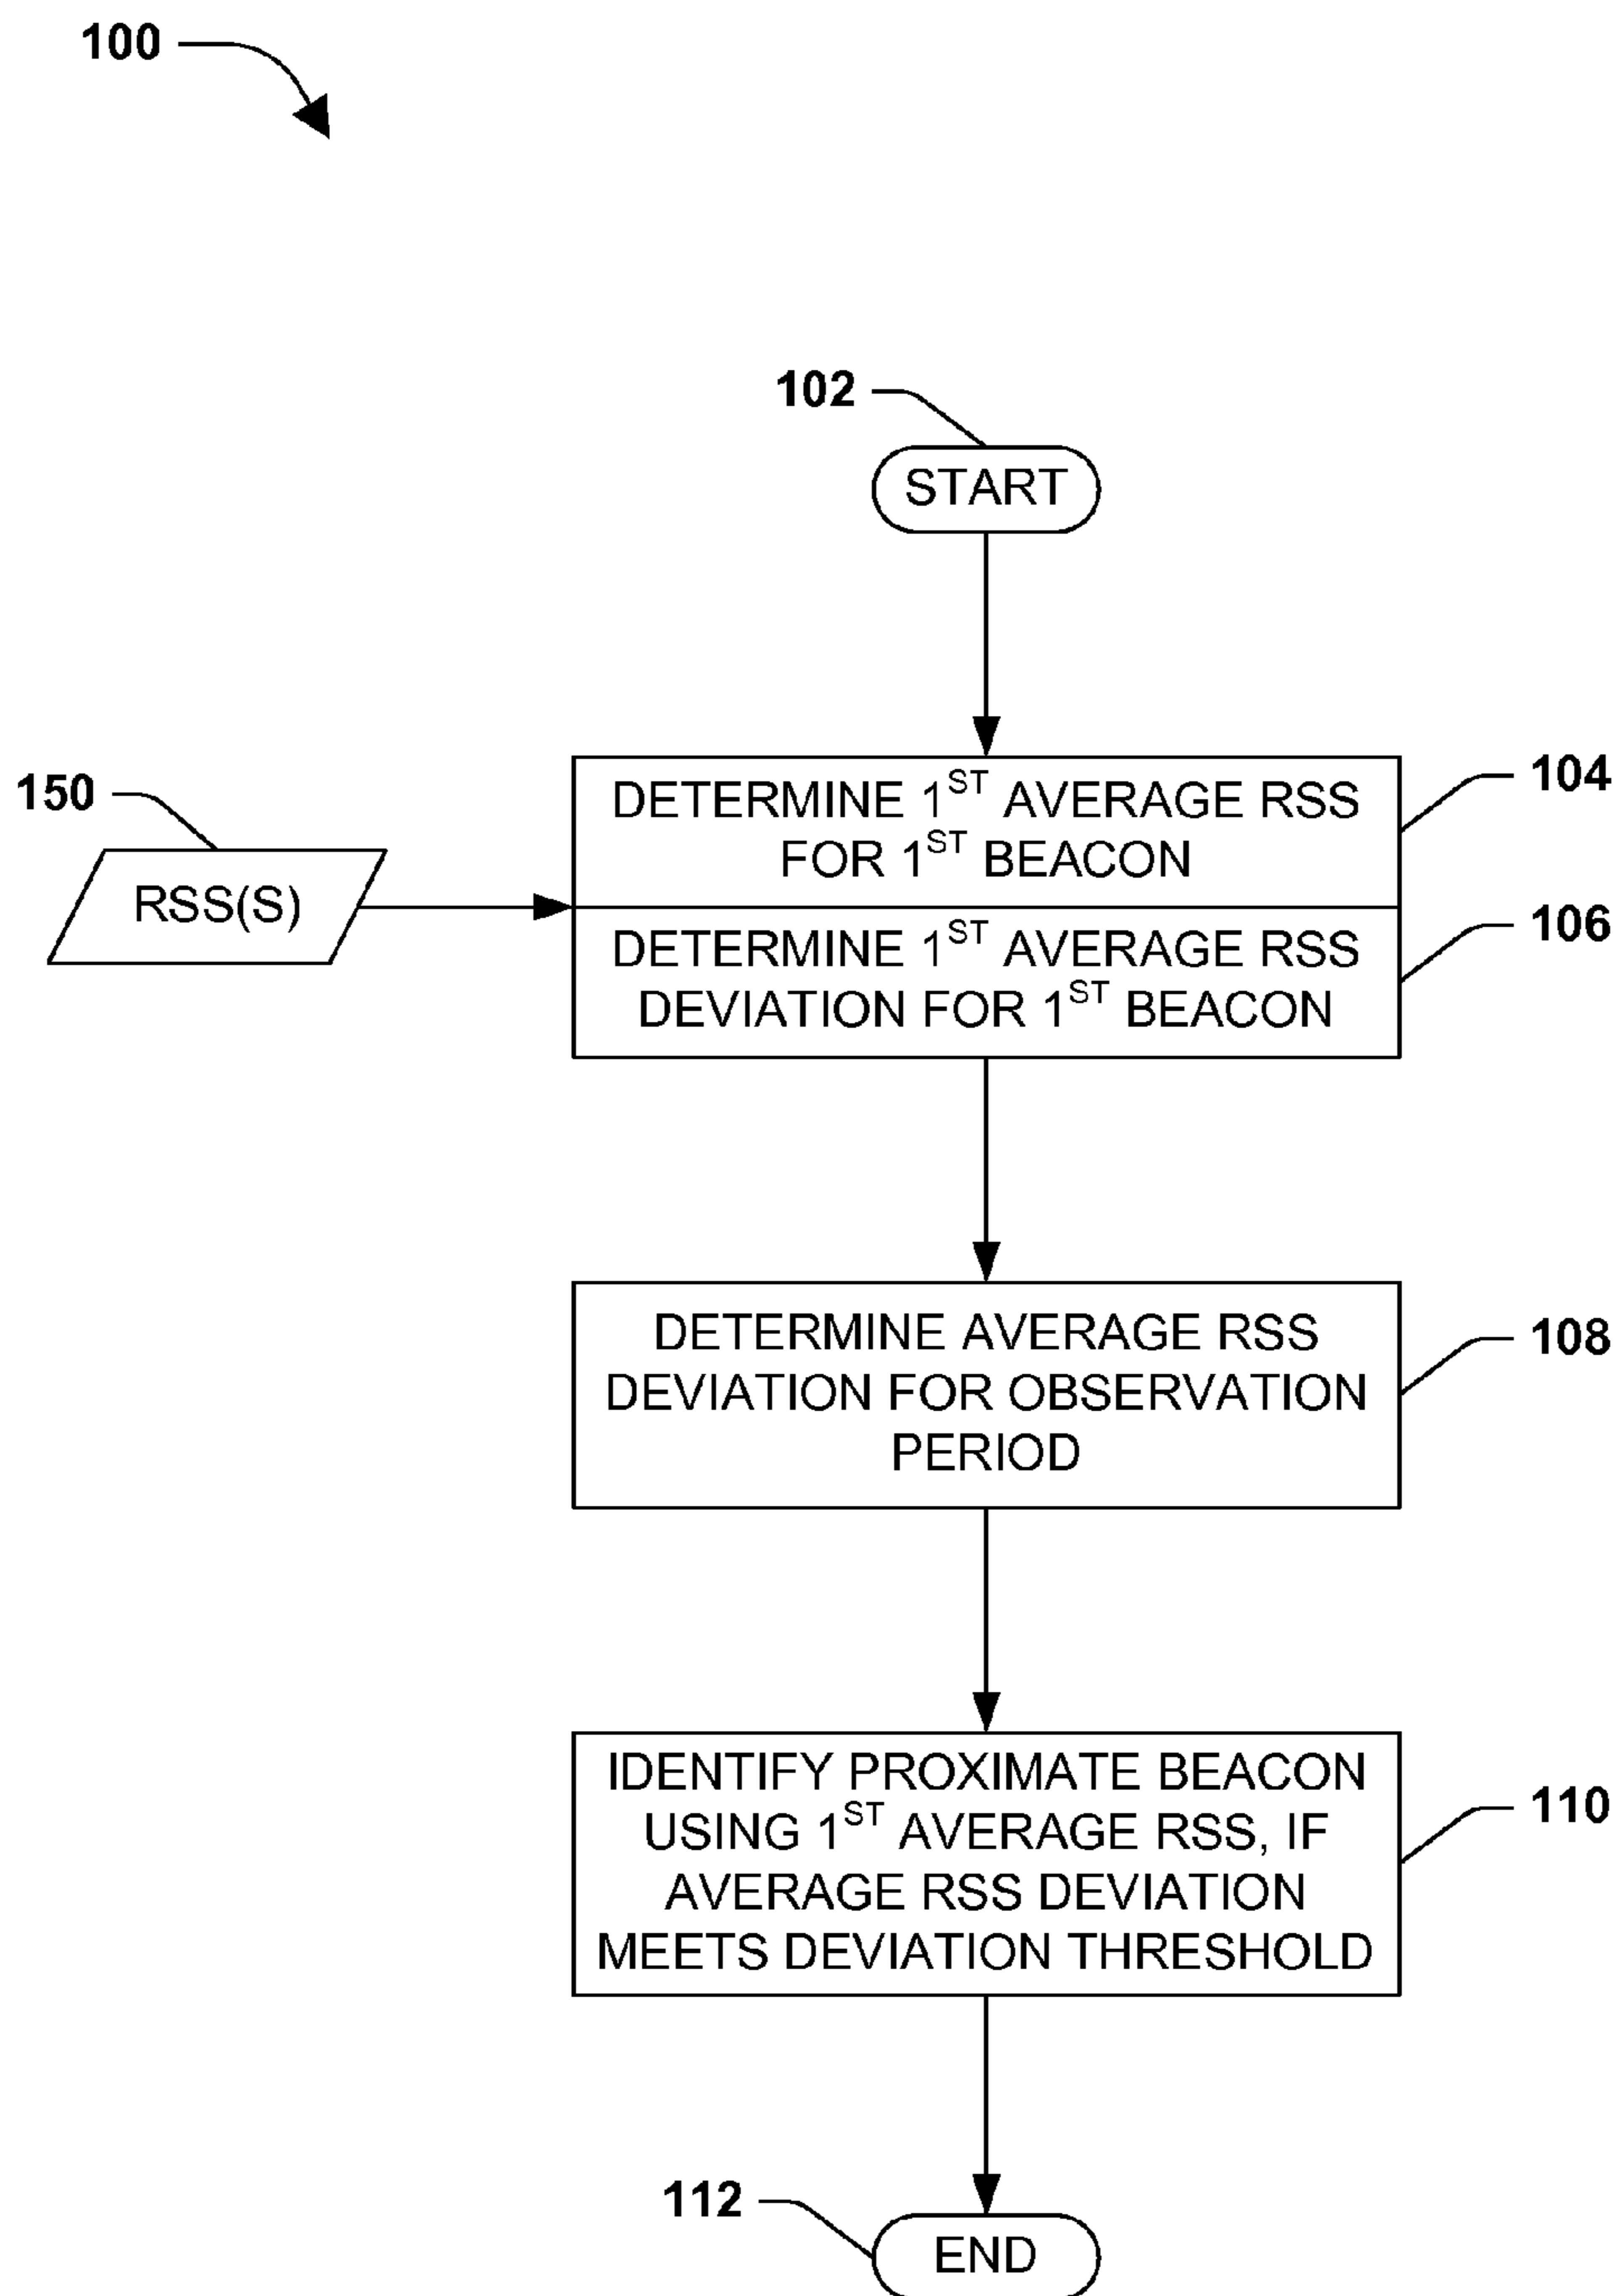 100
102
START
150
RSS(S)
DETERMINE 1ST AVERAGE RSS
FOR 1ST BEACON
104
DETERMINE 1ST AVERAGE RSS
DEVIATION FOR 1ST BEACON
106
DETERMINE AVERAGE RSS
DEVIATION FOR OBSERVATION
PERIOD
108
IDENTIFY PROXIMATE BEACON
USING 1ST AVERAGE RSS, IF
AVERAGE RSS DEVIATION
MEETS DEVIATION THRESHOLD
110
112
END